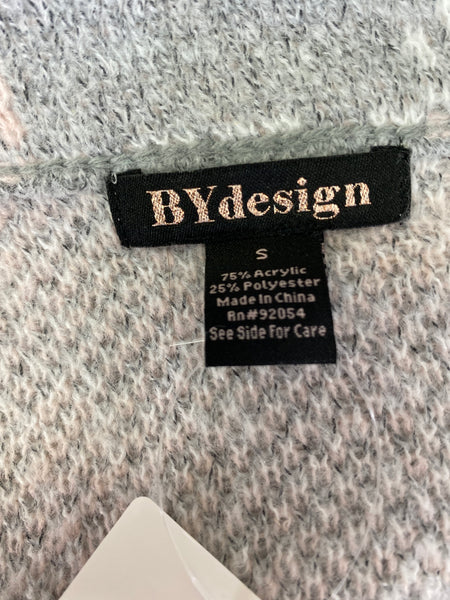 BYdesign
S
75% Acrylic
25% Polyester
Made In China
Rn#92054
See Side For Care